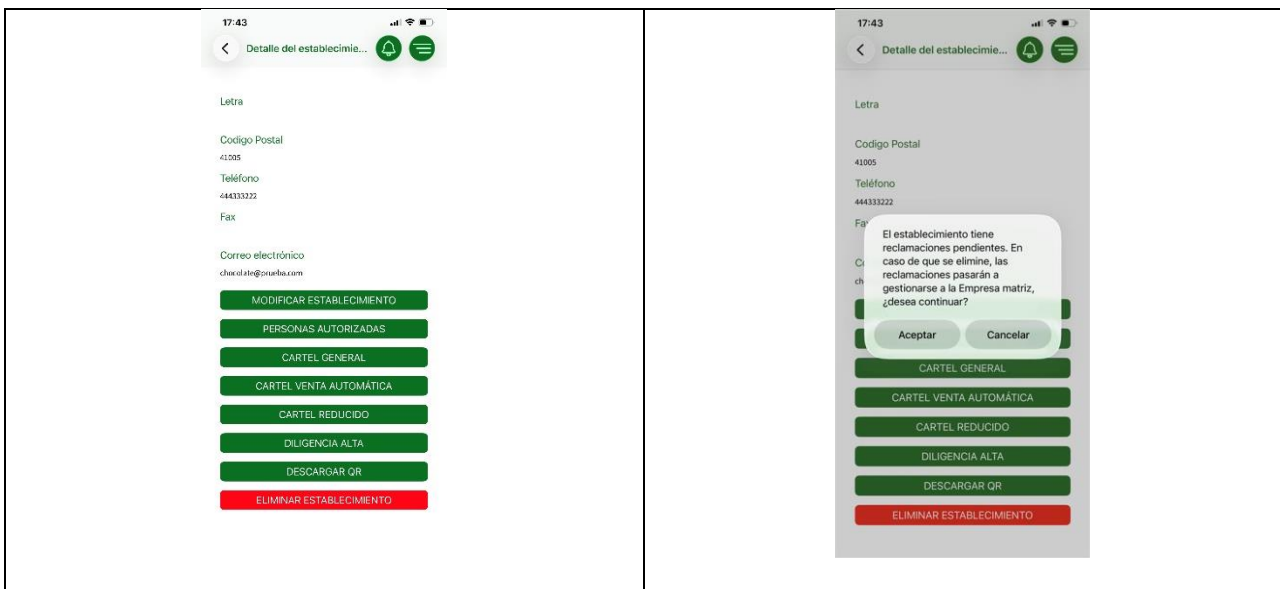 17:43
Detalle del establecimie...
Letra
Codigo Postal
41005
Teléfono
444333222
Fax
Correo electrónico
chocolate@prueba.com
MODIFICAR ESTABLECIMIENTO
PERSONAS AUTORIZADAS
CARTEL GENERAL
CARTEL VENTA AUTOMÁTICA
CARTEL REDUCIDO
DILIGENCIA ALTA
DESCARGAR QR
ELIMINAR ESTABLECIMIENTO
17:43
Detalle del establecimie...
Letra
Codigo Postal
41005
Teléfono
444333222
Fa
El establecimiento tiene
reclamaciones pendientes. En
caso de que se elimine, las
reclamaciones pasarán a
gestionarse a la Empresa matriz,
¿desea continuar?
Aceptar Cancelar
CARTEL GENERAL
CARTEL VENTA AUTOMÁTICA
CARTEL REDUCIDO
DILIGENCIA ALTA
DESCARGAR QR
ELIMINAR ESTABLECIMIENTO